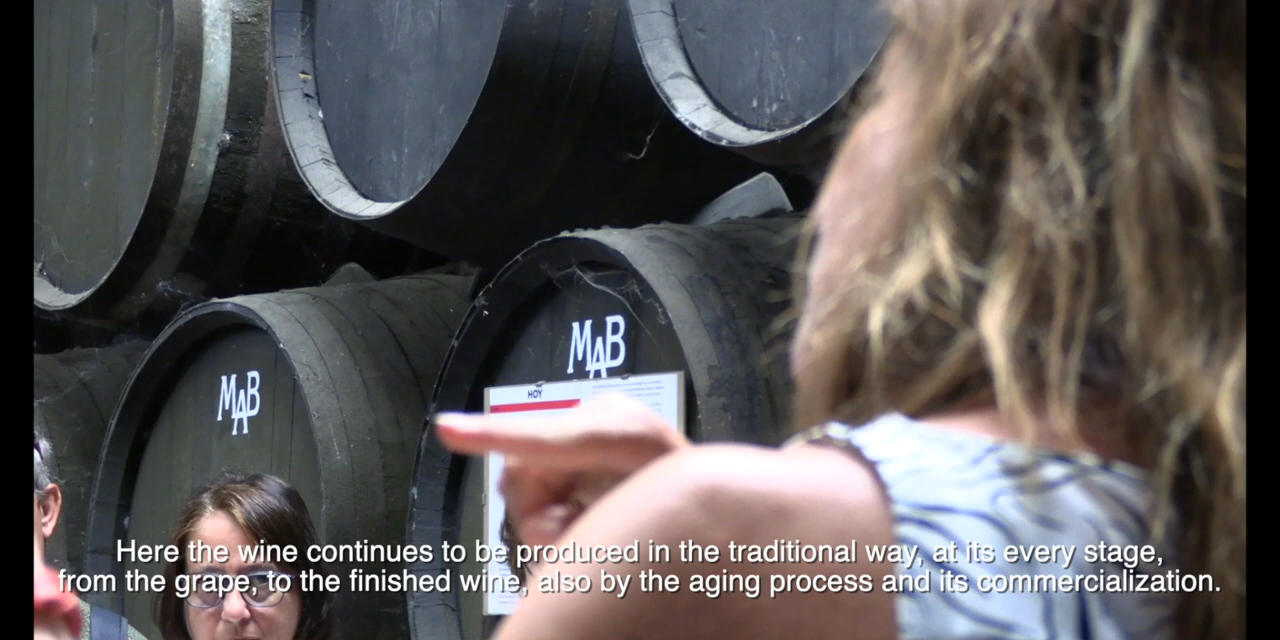 MAB
MAB
HOY
Here the wine continues to be produced in the traditional way, at its every stage,
from the grape, to the finished wine, also by the aging process and its commercialization.